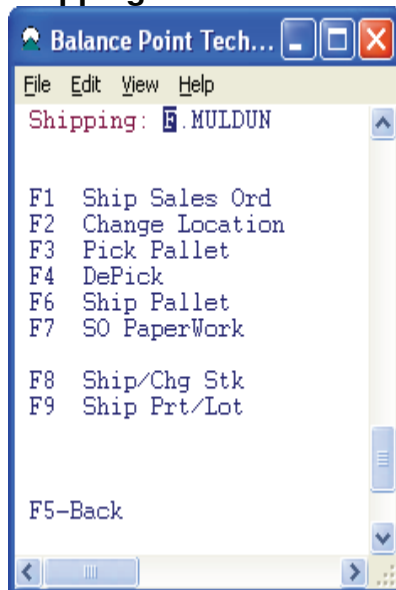 Balance Point Tech...
File Edit View Help
Shipping: F.MULDUN
F1 Ship Sales Ord
F2 Change Location
F3 Pick Pallet
F4 DePick
F6 Ship Pallet
F7 SO PaperWork
F8 Ship/Chg Stk
F9 Ship Prt/Lot
F5-Back